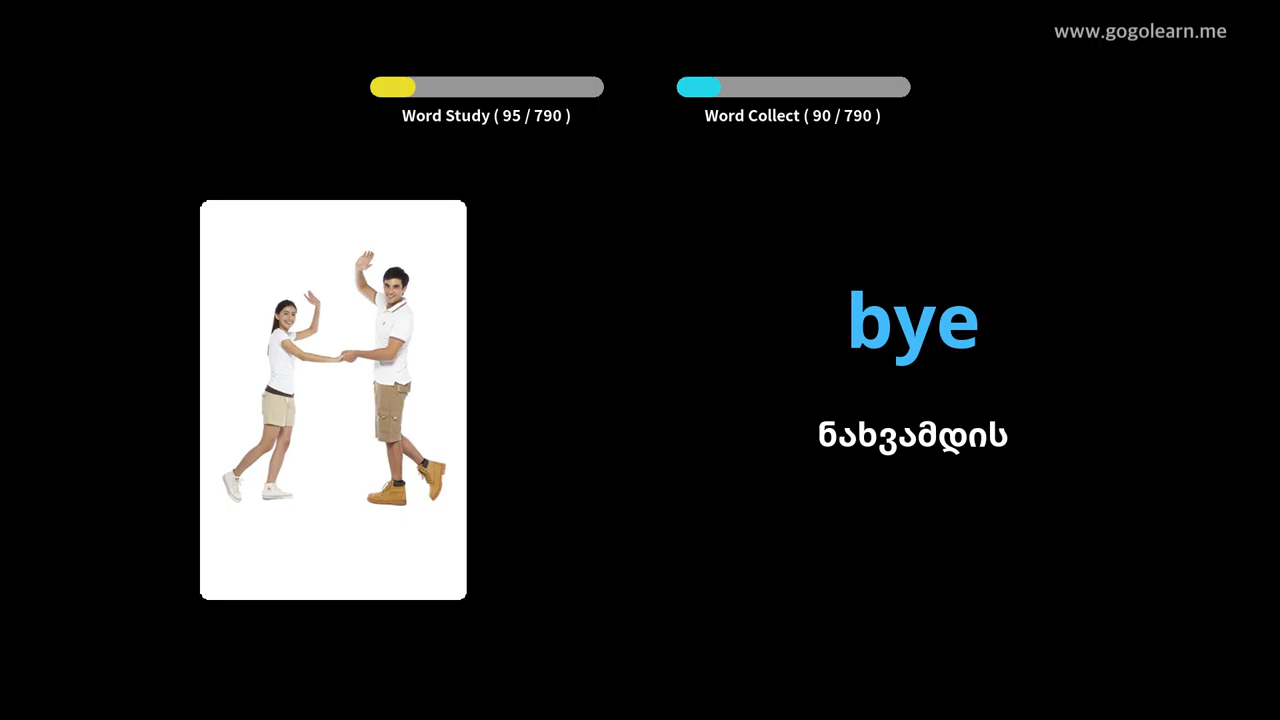 www.gogolearn.me
Word Study ( 95 / 790 )
Word Collect ( 90 / 790 )
bye
ნახვამდის